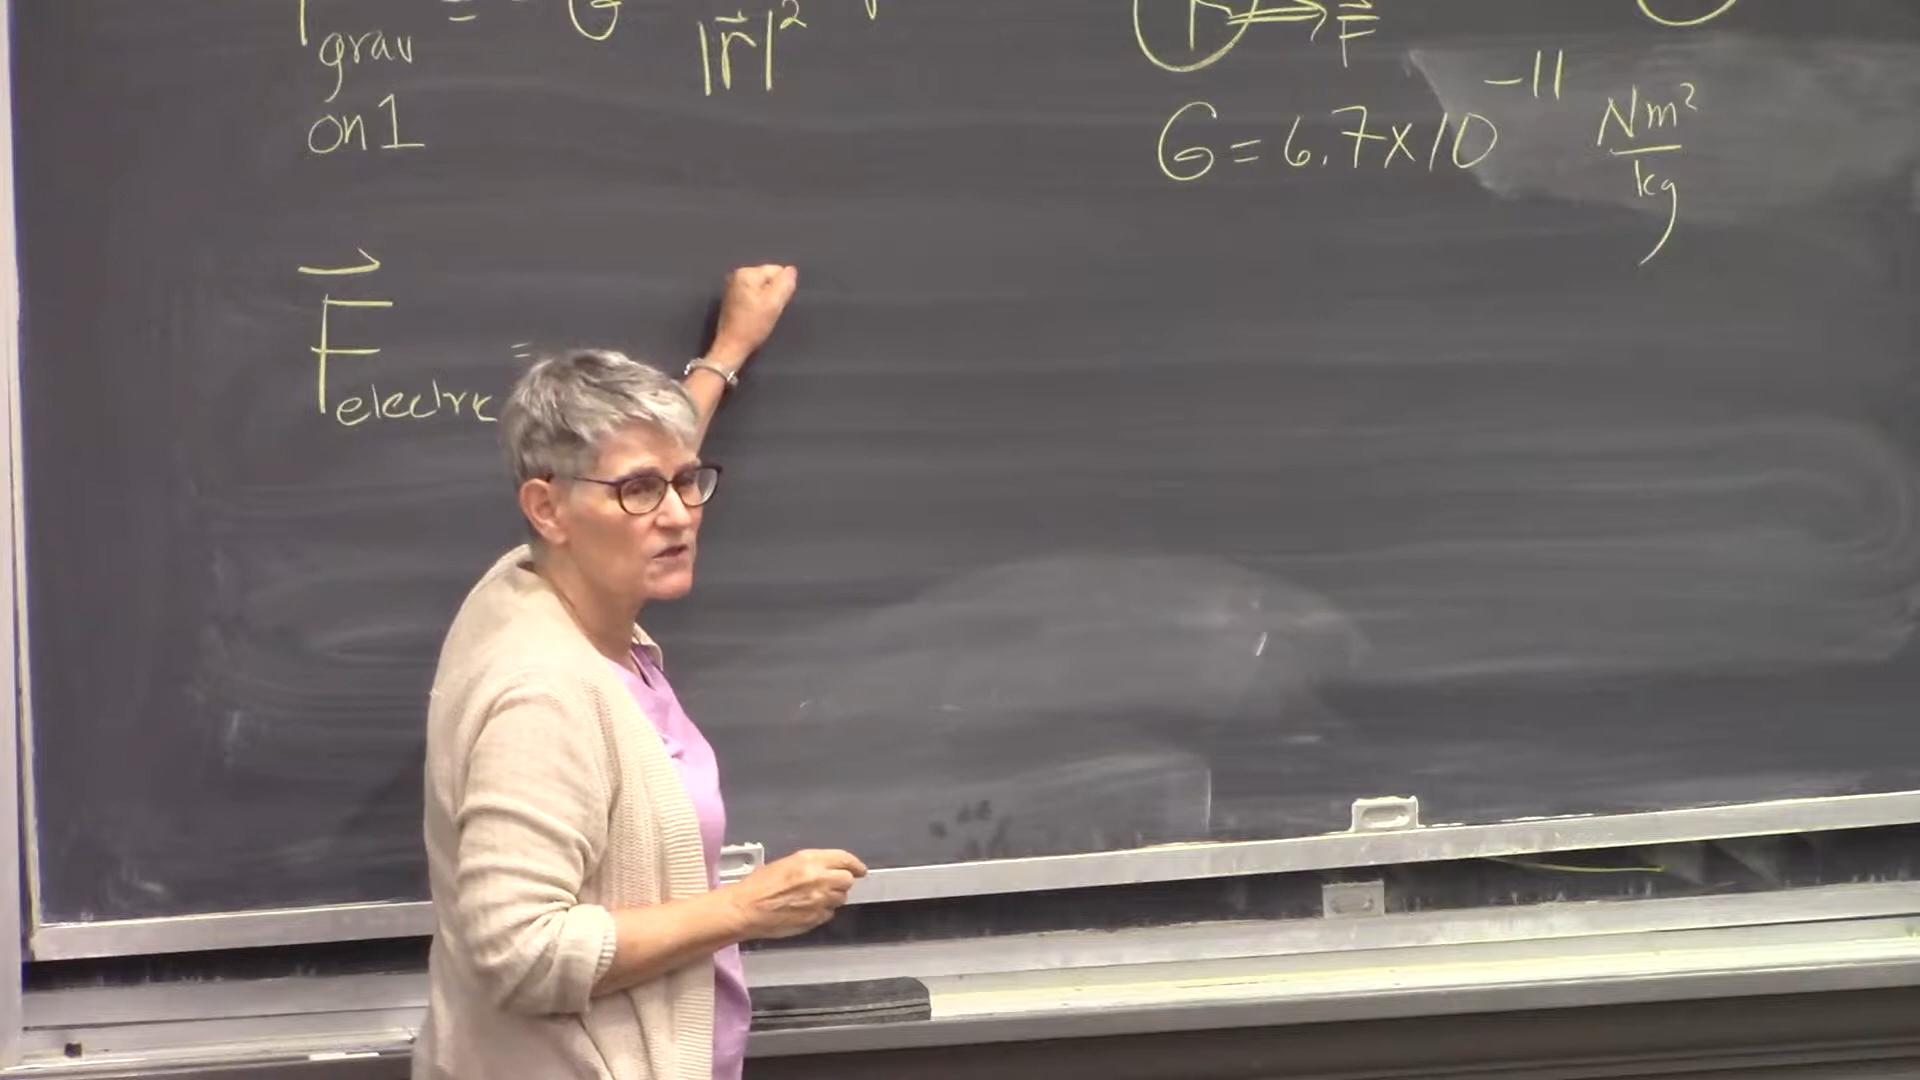 F grav on 1 = - G / |r⃗|²
F⃗
G = 6.7 x 10^-11 Nm²/kg
F⃗ electric =